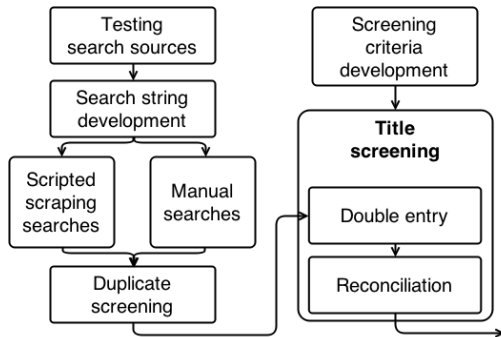 Testing
search sources
Search string
development
Scripted
scraping
searches
Manual
searches
Duplicate
screening
Screening
criteria
development
Title
screening
Double entry
Reconciliation